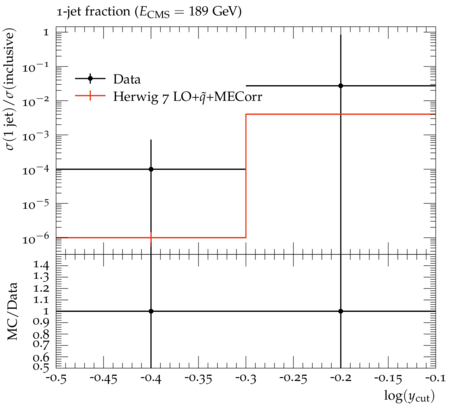 1-jet fraction (E_CMS = 189 GeV)
σ(1 jet)/σ(inclusive)
1
10⁻¹
10⁻²
10⁻³
10⁻⁴
10⁻⁵
10⁻⁶
Data
Herwig 7 LO+q̃+MECorr
MC/Data
1.4
1.3
1.2
1.1
1
0.9
0.8
0.7
0.6
0.5
-0.5 -0.45 -0.4 -0.35 -0.3 -0.25 -0.2 -0.15 -0.1
log(y_cut)